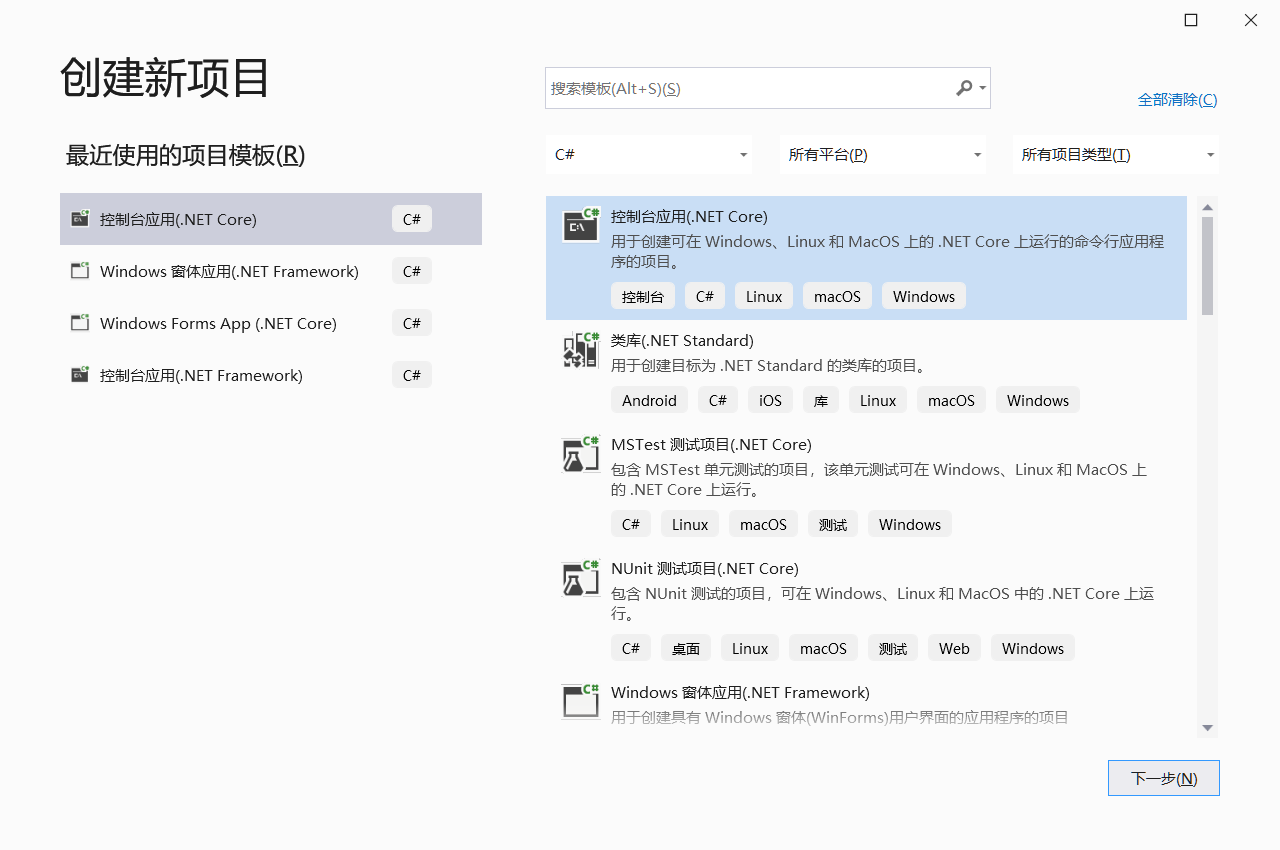 创建新项目
搜索模板(Alt+S)(S)
全部清除(C)
最近使用的项目模板(R)
C#
所有平台(P)
所有项目类型(T)
控制台应用(.NET Core)
C#
Windows 窗体应用(.NET Framework)
C#
Windows Forms App (.NET Core)
C#
控制台应用(.NET Framework)
C#
控制台应用(.NET Core)
用于创建可在 Windows、Linux 和 MacOS 上的 .NET Core 上运行的命令行应用程
序的项目。
控制台 C# Linux macOS Windows
类库(.NET Standard)
用于创建目标为 .NET Standard 的类库的项目。
Android C# iOS 库 Linux macOS Windows
MSTest 测试项目(.NET Core)
包含 MSTest 单元测试的项目，该单元测试可在 Windows、Linux 和 MacOS 上
的 .NET Core 上运行。
C# Linux macOS 测试 Windows
NUnit 测试项目(.NET Core)
包含 NUnit 测试的项目，可在 Windows、Linux 和 MacOS 中的 .NET Core 上运
行。
C# 桌面 Linux macOS 测试 Web Windows
Windows 窗体应用(.NET Framework)
用于创建具有 Windows 窗体(WinForms)用户界面的应用程序的项目
下一步(N)